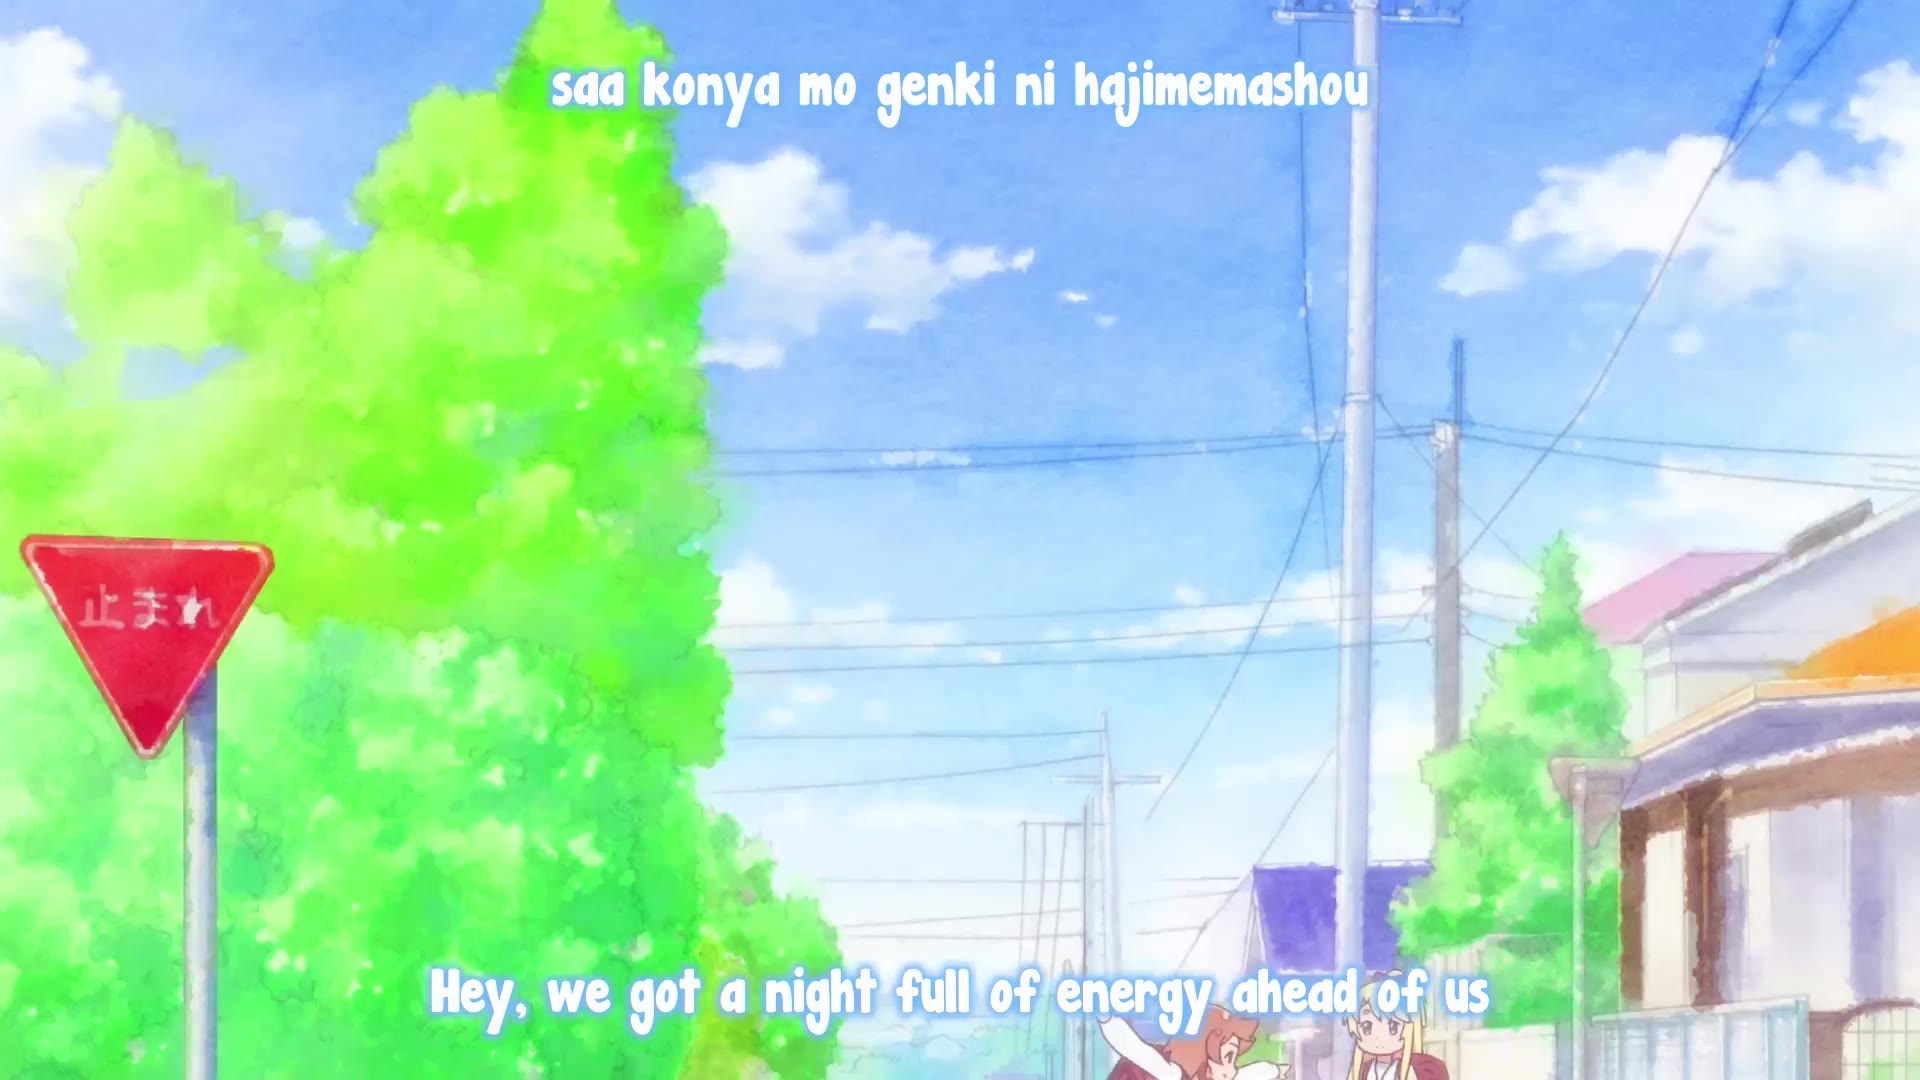 saa konya mo genki ni hajimemashou
止まれ
Hey, we got a night full of energy ahead of us